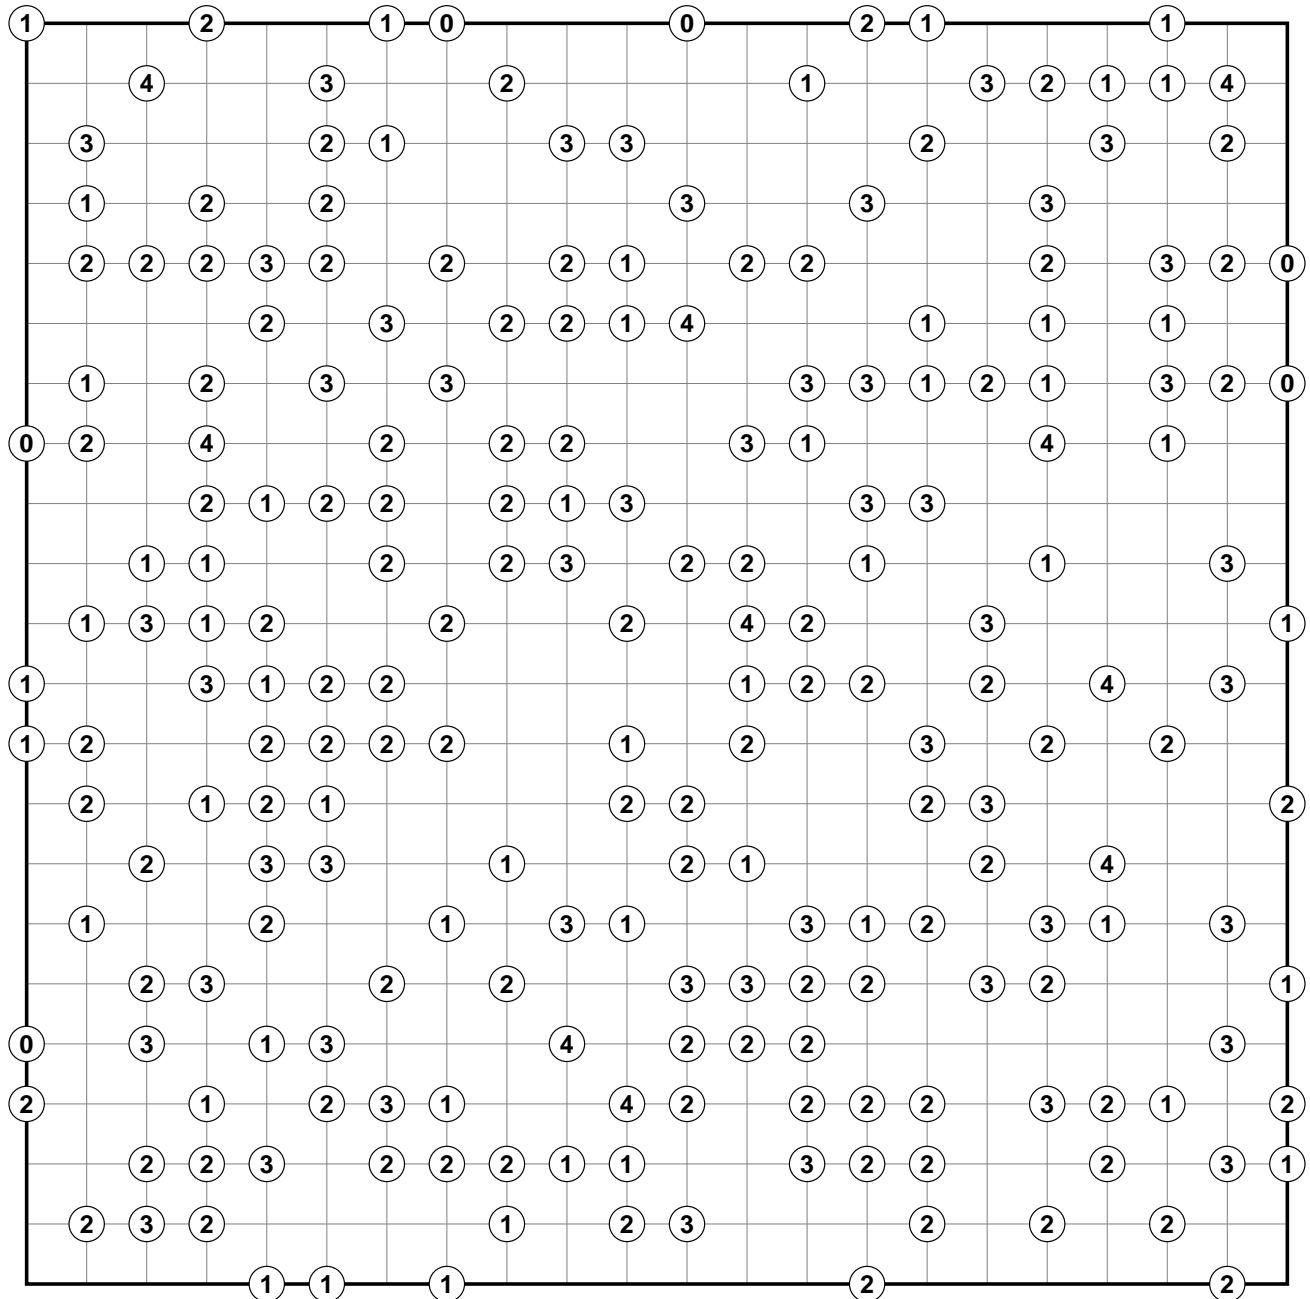 1 2 1 0 0 2 1 1
4 3 2 1 3 2 1 1 4
3 2 1 3 3 2 3 2
1 2 2 3 3 3
2 2 2 3 2 2 2 1 2 2 2 3 2 0
2 3 2 2 1 4 1 1 1
1 2 3 3 3 3 1 2 1 3 2 0
0 2 4 2 2 2 3 1 4 1
2 1 2 2 2 1 3 3 3
1 1 2 2 3 2 2 1 1 3
1 3 1 2 2 2 4 2 3 1
1 3 1 2 2 1 2 2 2 4 3
1 2 2 2 2 2 1 2 3 2 2
2 1 2 1 2 2 2 3 2
2 3 3 1 2 1 2 4
1 2 1 3 1 3 1 2 3 1 3
2 3 2 2 3 3 2 2 3 2 1
0 3 1 3 4 2 2 2 3
2 1 2 3 1 4 2 2 2 2 3 2 1 2
2 2 3 2 2 2 1 1 3 2 2 2 3 1
2 3 2 1 2 3 2 2 2
1 1 1 2 2